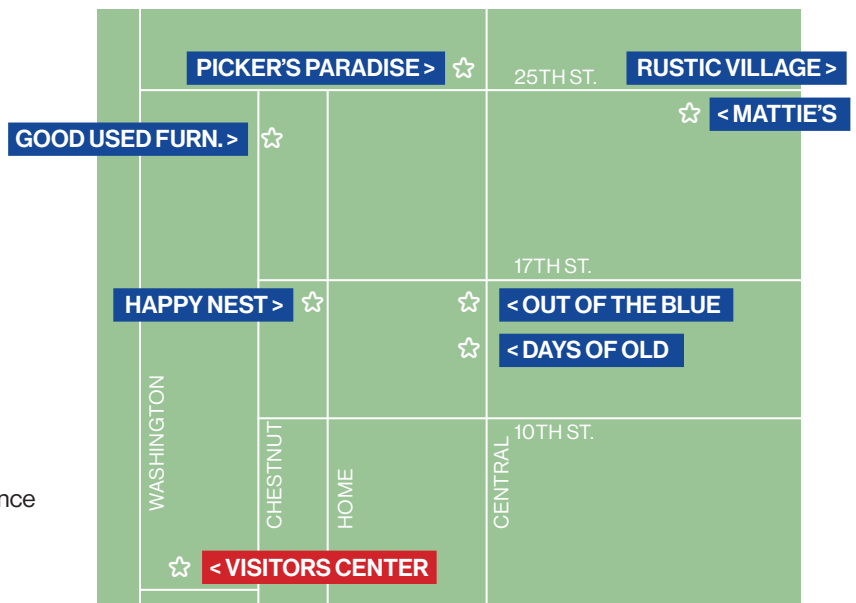 PICKER'S PARADISE >
25TH ST.
RUSTIC VILLAGE >
< MATTIE'S
GOOD USED FURN. >
17TH ST.
HAPPY NEST >
< OUT OF THE BLUE
< DAYS OF OLD
WASHINGTON
CHESTNUT
HOME
CENTRAL
10TH ST.
nce
< VISITORS CENTER